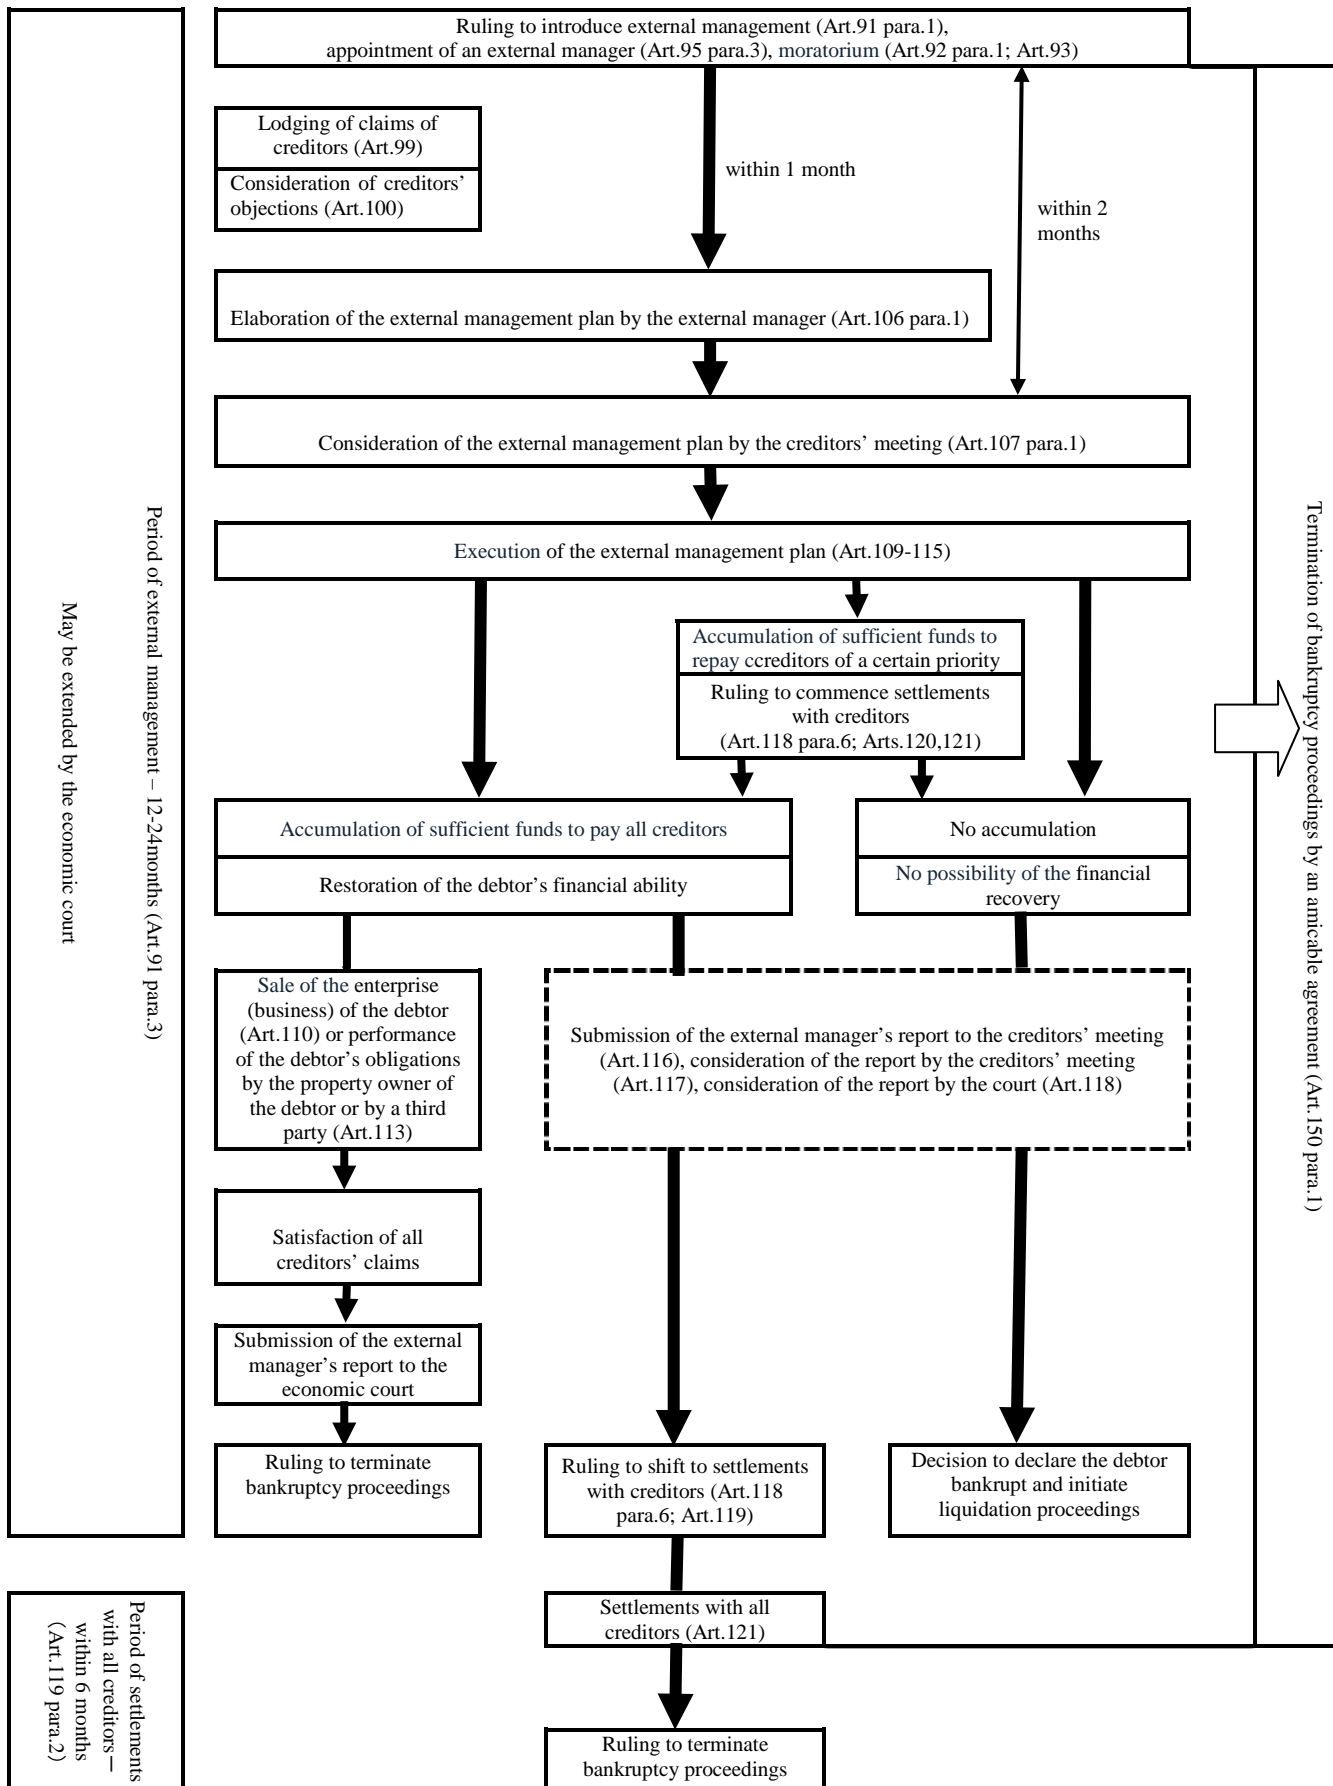 Ruling to introduce external management (Art.91 para.1),
appointment of an external manager (Art.95 para.3), moratorium (Art.92 para.1; Art.93)
Lodging of claims of
creditors (Art.99)
Consideration of creditors’
objections (Art.100)
within 1 month
within 2
months
Elaboration of the external management plan by the external manager (Art.106 para.1)
Consideration of the external management plan by the creditors’ meeting (Art.107 para.1)
Execution of the external management plan (Art.109-115)
Accumulation of sufficient funds to
repay ccreditors of a certain priority
Ruling to commence settlements
with creditors
(Art.118 para.6; Arts.120,121)
Accumulation of sufficient funds to pay all creditors
Restoration of the debtor’s financial ability
No accumulation
No possibility of the financial
recovery
Sale of the enterprise
(business) of the debtor
(Art.110) or performance
of the debtor’s obligations
by the property owner of
the debtor or by a third
party (Art.113)
Submission of the external manager’s report to the creditors’ meeting
(Art.116), consideration of the report by the creditors’ meeting
(Art.117), consideration of the report by the court (Art.118)
Satisfaction of all
creditors’ claims
Submission of the external
manager’s report to the
economic court
Ruling to terminate
bankruptcy proceedings
Ruling to shift to settlements
with creditors (Art.118
para.6; Art.119)
Decision to declare the debtor
bankrupt and initiate
liquidation proceedings
Settlements with all
creditors (Art.121)
Ruling to terminate
bankruptcy proceedings
Period of external management – 12-24months (Art.91 para.3)
May be extended by the economic court
Period of settlements
with all creditors—
within 6 months
(Art.119 para.2)
Termination of bankruptcy proceedings by an amicable agreement (Art.150 para.1)